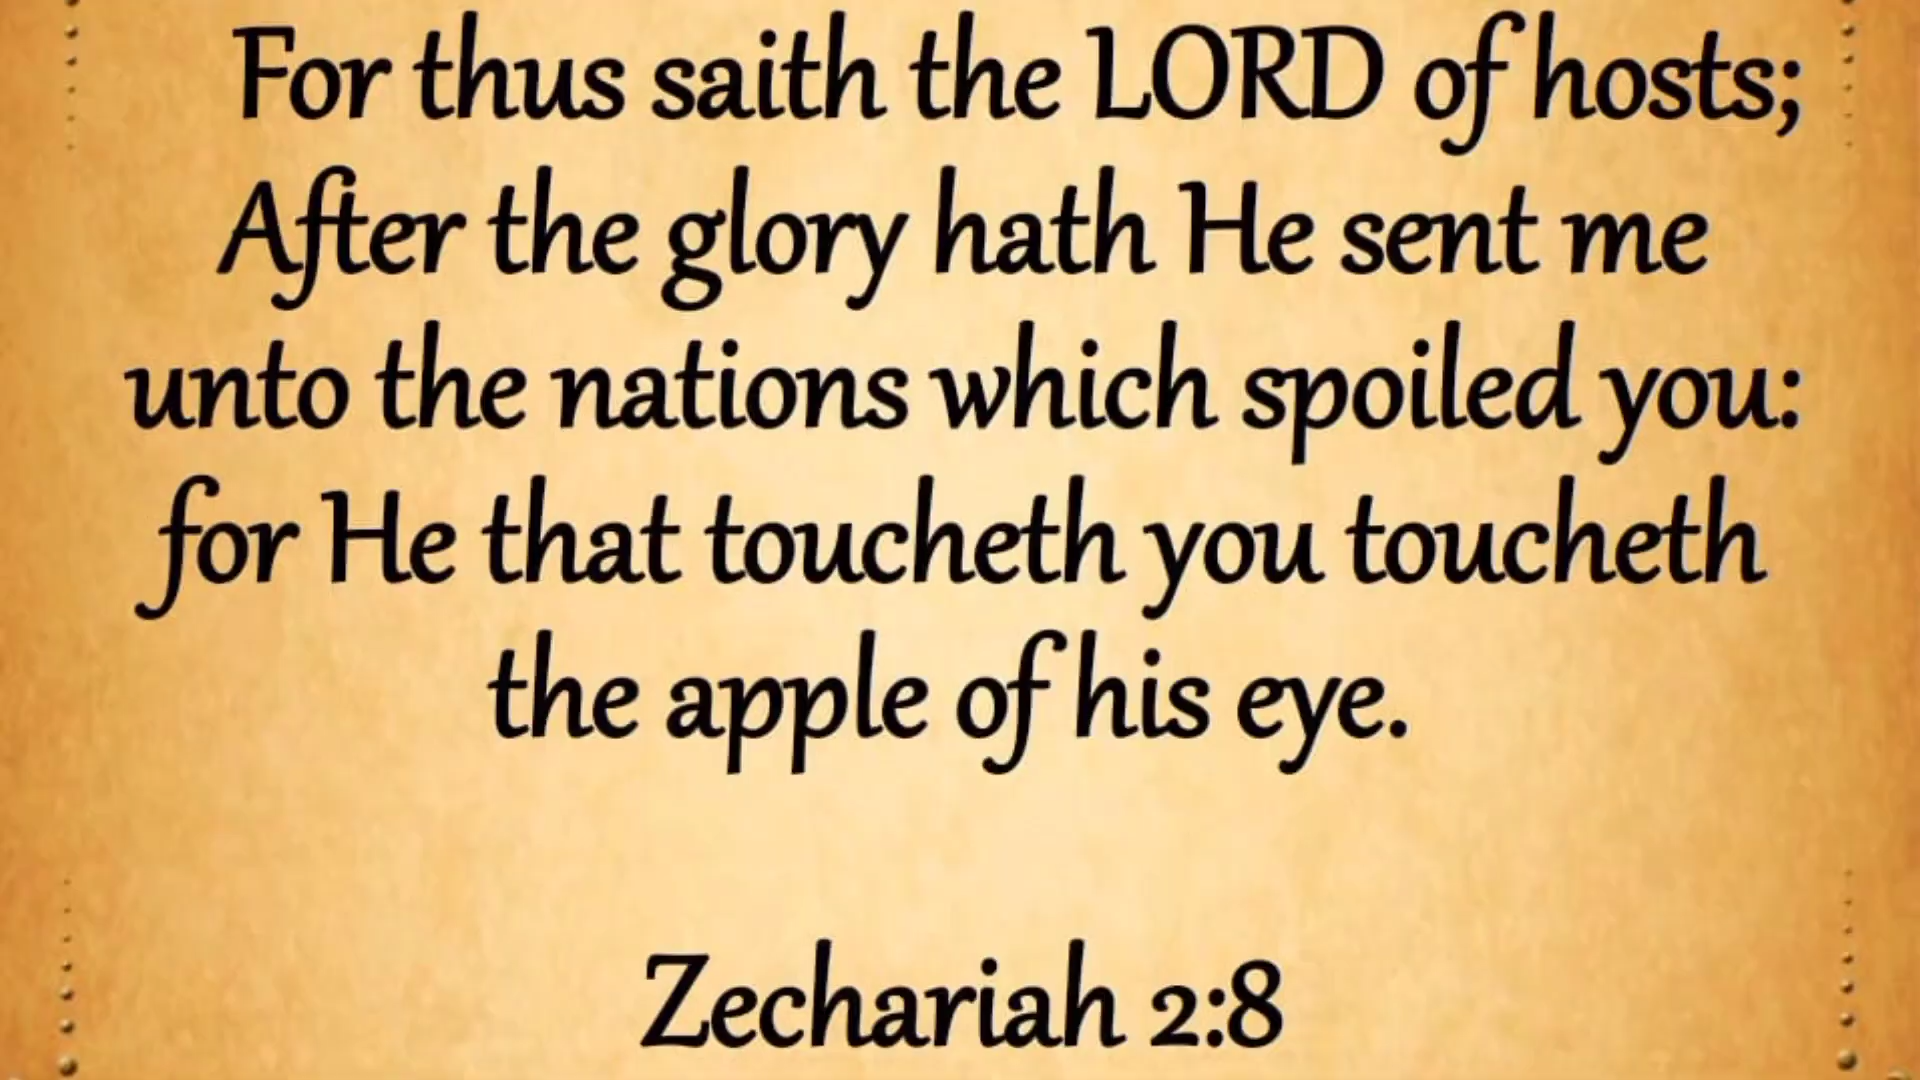 For thus saith the LORD of hosts;
After the glory hath He sent me
unto the nations which spoiled you:
for He that toucheth you toucheth
the apple of his eye.
Zechariah 2:8